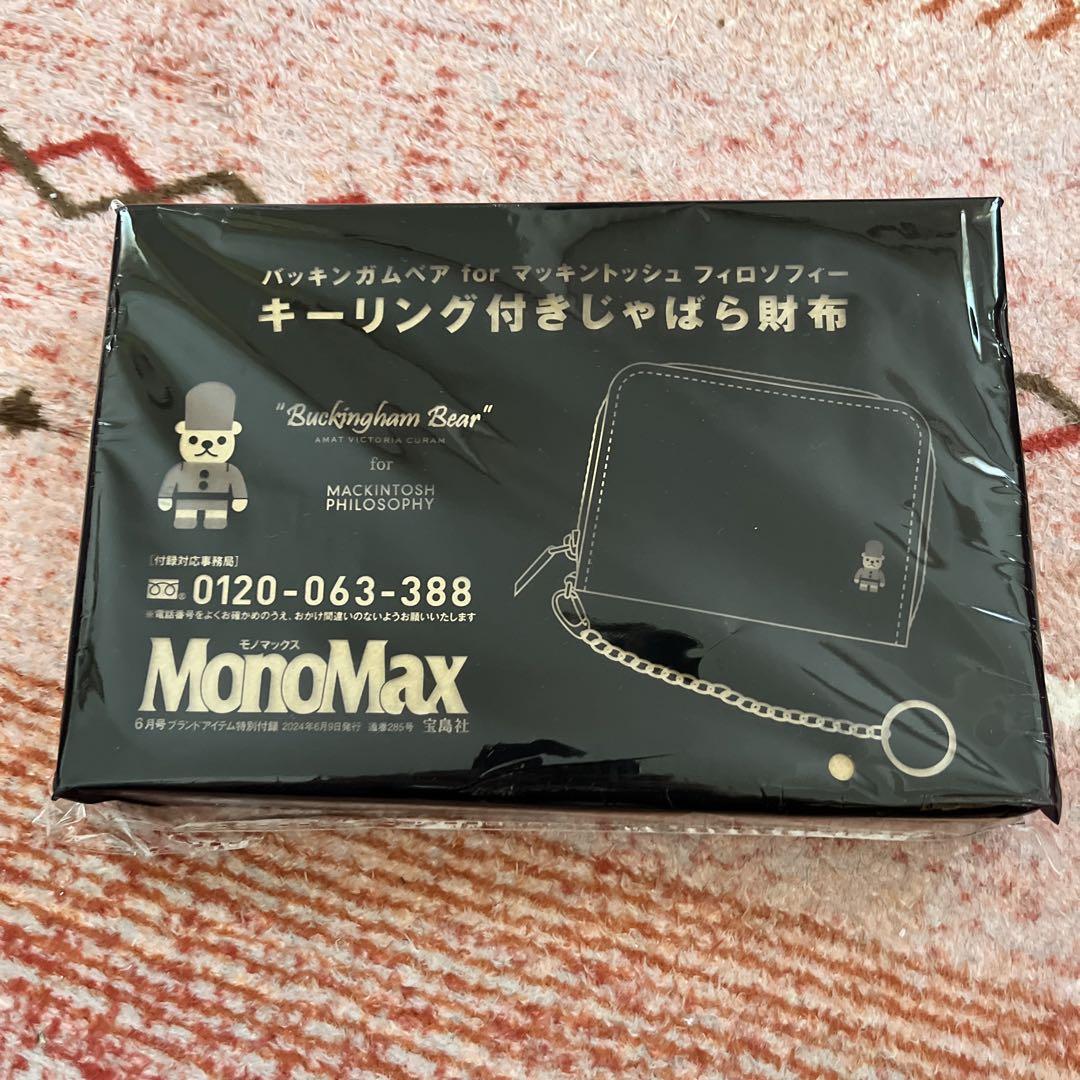 バッキンガムベア for マッキントッシュ フィロソフィー
キーリング付きじゃばら財布
"Buckingham Bear"
AMAT VICTORIA CURAM
for
MACKINTOSH
PHILOSOPHY
[付録対応事務局]
0120-063-388
※電話番号をよくお確かめのうえ、おかけ間違いのないようお願いいたします
モノマックス
MonoMax
6月号ブランドアイテム特別付録 2024年6月9日発行 通巻285号 宝島社